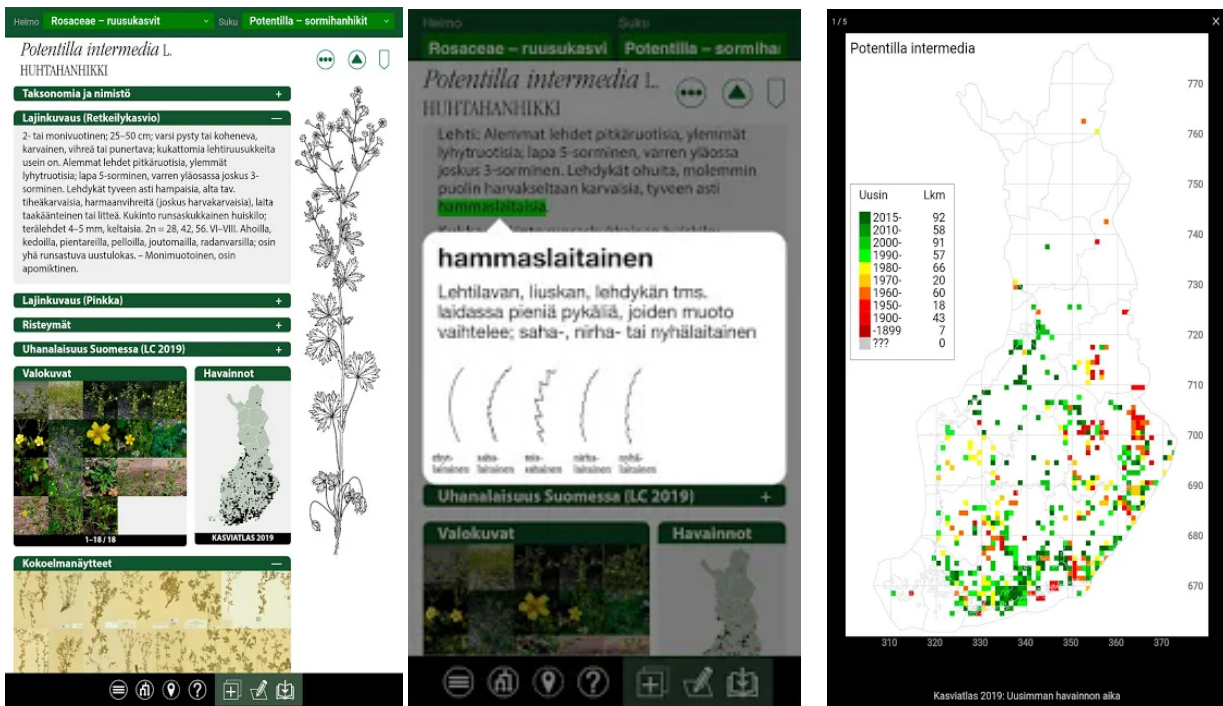 Heimo Rosaceae – ruusukasvit Suku Potentilla – sormihanhikit
Potentilla intermedia L.
HUHTAHANHIKKI
Taksonomia ja nimistö +
Lajinkuvaus (Retkeilykasvio) —
2- tai monivuotinen; 25–50 cm; varsi pysty tai koheneva,
karvainen, vihreä tai punertava; kukattomia lehtiruusukkeita
usein on. Alemmat lehdet pitkäruotisia, ylemmät
lyhytruotisia; lapa 5-sorminen, varren yläosassa joskus 3-
sorminen. Lehdykät tyveen asti hampaisia, alta tav.
tiheäkarvaisia, harmaanvihreitä (joskus harvakarvaisia), laita
taakäänteinen tai litteä. Kukinto runsaskukkainen huiskilo;
terälehdet 4–5 mm, keltaisia. 2n = 28, 42, 56. VI–VIII. Ahoilla,
kedoilla, pientareilla, pelloilla, joutomailla, radanvarsilla; osin
yhä runsastuva uustulokas. – Monimuotoinen, osin
apomiktinen.
Lajinkuvaus (Pinkka) +
Risteymät +
Uhanalaisuus Suomessa (LC 2019) +
Valokuvat
Havainnot
1–18 / 18
KASVIATLAS 2019
Kokoelmanäytteet —
Heimo Suku
Rosaceae – ruusukasvi Potentilla – sormihai
Potentilla intermedia L.
HUHTAHANHIKKI
Lehti: Alemmat lehdet pitkäruotisia, ylemmät
lyhytruotisia; lapa 5-sorminen, varren yläossa
joskus 3-sorminen. Lehdykät ohuita, molemmin
puolin harvakseltaan karvaisia, tyveen asti
hammaslaitaisia.
hammaslaitainen
Lehtilavan, liuskan, lehdykän tms.
laidassa pieniä pykäliä, joiden muoto
vaihtelee; saha-, nirha- tai nyhälaitainen
saha- nirha- nyhä-
laitainen laitainen laitainen
Uhanalaisuus Suomessa (LC 2019) +
Valokuvat
Havainnot
1 / 5 ×
Potentilla intermedia
Uusin Lkm
2015- 92
2010- 58
2000- 91
1990- 57
1980- 66
1970- 20
1960- 60
1950- 18
1900- 43
-1899 7
??? 0
770
760
750
740
730
720
710
700
690
680
670
310 320 330 340 350 360 370
Kasviatlas 2019: Uusimman havainnon aika